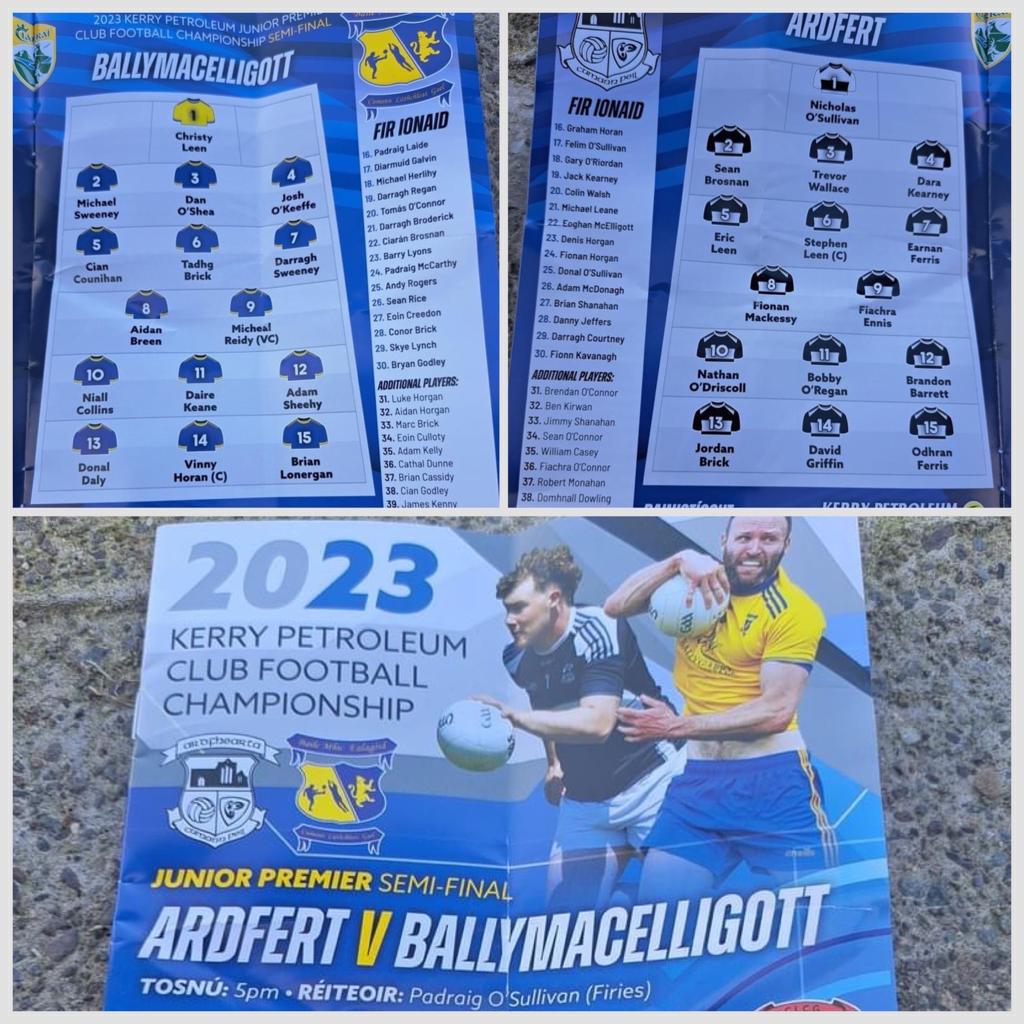 2023 KERRY PETROLEUM JUNIOR PREMIER
CLUB FOOTBALL CHAMPIONSHIP SEMI-FINAL
BALLYMACELLIGOTT
1
Christy
Leen
2
Michael
Sweeney
3
Dan
O'Shea
4
Josh
O'Keeffe
5
Cian
Counihan
6
Tadhg
Brick
7
Darragh
Sweeney
8
Aidan
Breen
9
Micheal
Reidy (VC)
10
Niall
Collins
11
Daire
Keane
12
Adam
Sheehy
13
Donal
Daly
14
Vinny
Horan (C)
15
Brian
Lonergan
FIR IONAID
16. Padraig Laide
17. Diarmuid Galvin
18. Michael Herlihy
19. Darragh Regan
20. Tomás O'Connor
21. Darragh Broderick
22. Ciarán Brosnan
23. Barry Lyons
24. Padraig McCarthy
25. Andy Rogers
26. Sean Rice
27. Eoin Creedon
28. Conor Brick
29. Skye Lynch
30. Bryan Godley
ADDITIONAL PLAYERS:
31. Luke Horgan
32. Aidan Horgan
33. Marc Brick
34. Eoin Culloty
35. Adam Kelly
36. Cathal Dunne
37. Brian Cassidy
38. Cian Godley
39. James Kenny
CUMANN PEIL
ARDFERT
FIR IONAID
16. Graham Horan
17. Felim O'Sullivan
18. Gary O'Riordan
19. Jack Kearney
20. Colin Walsh
21. Michael Leane
22. Eoghan McElligott
23. Denis Horgan
24. Fionan Horgan
25. Donal O'Sullivan
26. Adam McDonagh
27. Brian Shanahan
28. Danny Jeffers
29. Darragh Courtney
30. Fionn Kavanagh
ADDITIONAL PLAYERS:
31. Brendan O'Connor
32. Ben Kirwan
33. Jimmy Shanahan
34. Sean O'Connor
35. William Casey
36. Fiachra O'Connor
37. Robert Monahan
38. Domhnall Dowling
1
Nicholas
O'Sullivan
2
Sean
Brosnan
3
Trevor
Wallace
4
Dara
Kearney
5
Eric
Leen
6
Stephen
Leen (C)
7
Earnan
Ferris
8
Fionan
Mackessy
9
Fiachra
Ennis
10
Nathan
O'Driscoll
11
Bobby
O'Regan
12
Brandon
Barrett
13
Jordan
Brick
14
David
Griffin
15
Odhran
Ferris
KERRY PETROLEUM
2023
KERRY PETROLEUM
CLUB FOOTBALL
CHAMPIONSHIP
ardfhearta
CUMANN PEIL
JUNIOR PREMIER SEMI-FINAL
ARDFERT V BALLYMACELLIGOTT
TOSNÚ: 5pm • RÉITEOIR: Padraig O'Sullivan (Firies)